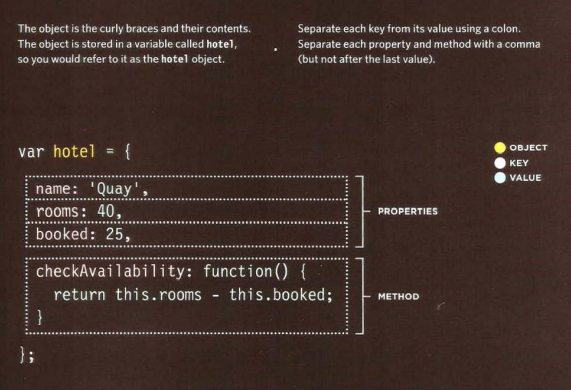 The object is the curly braces and their contents.
The object is stored in a variable called hotel,
so you would refer to it as the hotel object.
Separate each key from its value using a colon.
Separate each property and method with a comma
(but not after the last value).
var hotel = {
OBJECT
KEY
VALUE
name: 'Quay',
rooms: 40,
booked: 25,
PROPERTIES
checkAvailability: function() {
return this.rooms - this.booked;
}
METHOD
};